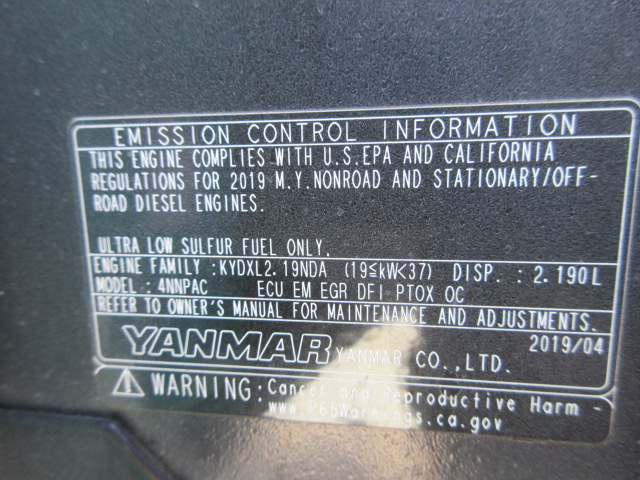 EMISSION CONTROL INFORMATION
THIS ENGINE COMPLIES WITH U.S.EPA AND CALIFORNIA
REGULATIONS FOR 2019 M.Y.NONROAD AND STATIONARY/OFF-
ROAD DIESEL ENGINES.
ULTRA LOW SULFUR FUEL ONLY.
ENGINE FAMILY :KYDXL2.19NDA (19≦kW<37) DISP. : 2.190L
MODEL: 4NNPAC ECU EM EGR DFI PTOX OC
REFER TO OWNER'S MANUAL FOR MAINTENANCE AND ADJUSTMENTS.
2019/04
YANMAR YANMAR CO.,LTD.
⚠ WARNING: Cancer and Reproductive Harm -
www.P65Warnings.ca.gov